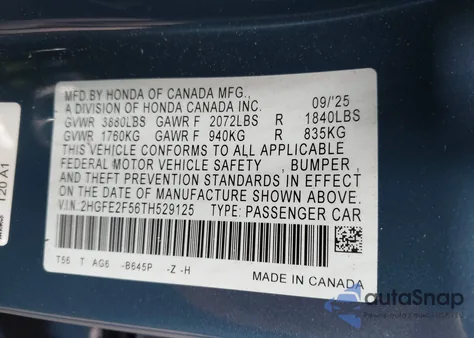 MFD.BY HONDA OF CANADA MFG.,
A DIVISION OF HONDA CANADA INC. 09/'25
GVWR 3880LBS GAWR F 2072LBS R 1840LBS
GVWR 1760KG GAWR F 940KG R 835KG
THIS VEHICLE CONFORMS TO ALL APPLICABLE
FEDERAL MOTOR VEHICLE SAFETY , BUMPER ,
AND THEFT PREVENTION STANDARDS IN EFFECT
ON THE DATE OF MANUFACTURE SHOWN ABOVE.
V.I.N. 2HGFE2F56TH529125 TYPE: PASSENGER CAR
T56 T AG6 -B645P -Z -H
MADE IN CANADA
T20 A1
autaSnap